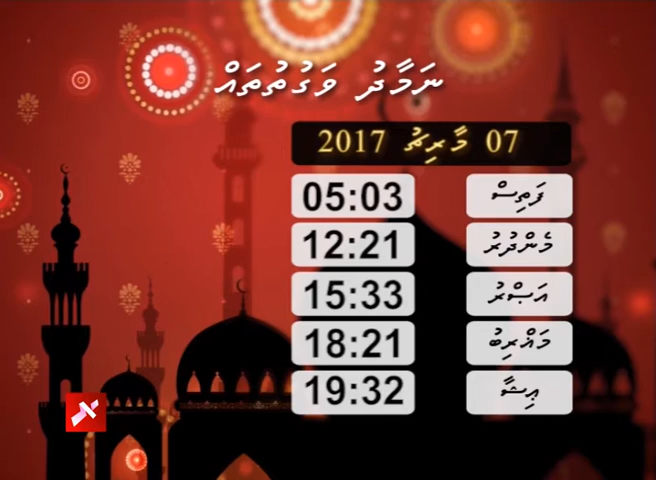 ނަމާދު ވަގުތުތައް
07 މާރިޗު 2017
ފަތިސް 05:03
މެންދުރު 12:21
އަޞްރު 15:33
މަޣްރިބު 18:21
ޢިޝާ 19:32